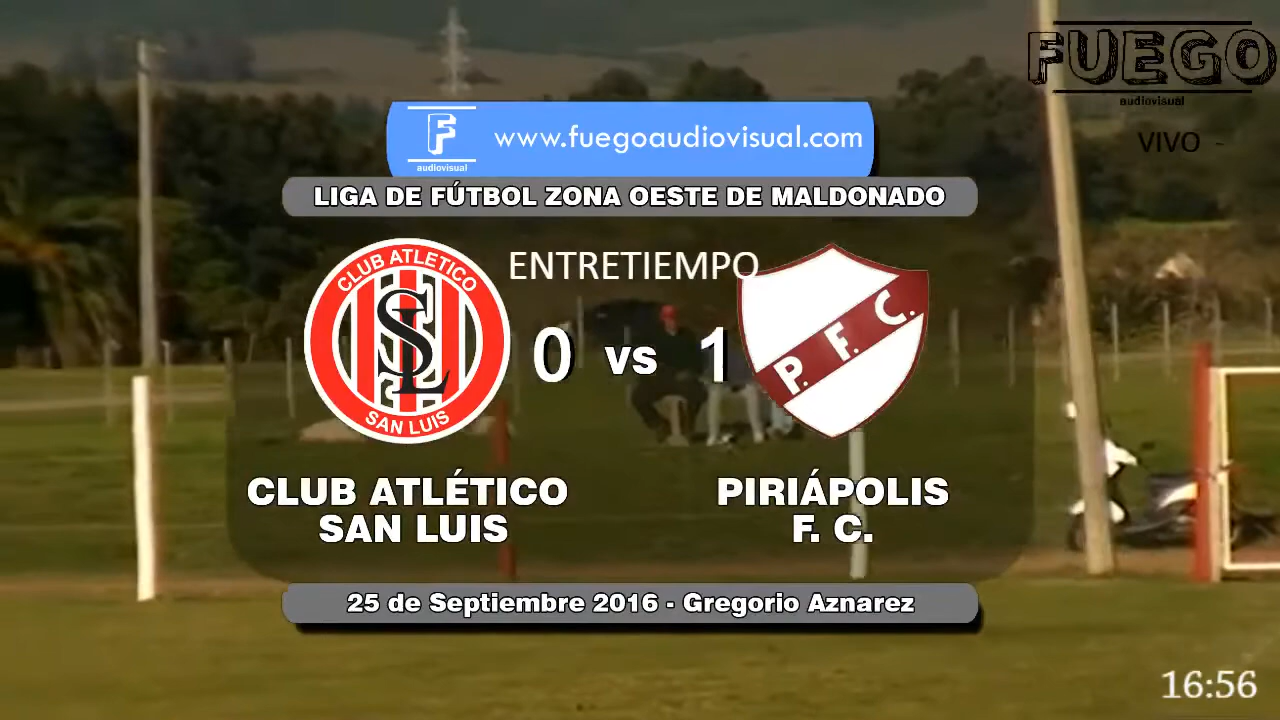 FUEGO
audiovisual
VIVO -
F
audiovisual
www.fuegoaudiovisual.com
LIGA DE FÚTBOL ZONA OESTE DE MALDONADO
ENTRETIEMPO
CLUB ATLETICO
SL
SAN LUIS
0 vs 1
P. F. C.
CLUB ATLÉTICO
SAN LUIS
PIRIÁPOLIS
F. C.
25 de Septiembre 2016 - Gregorio Aznarez
16:56